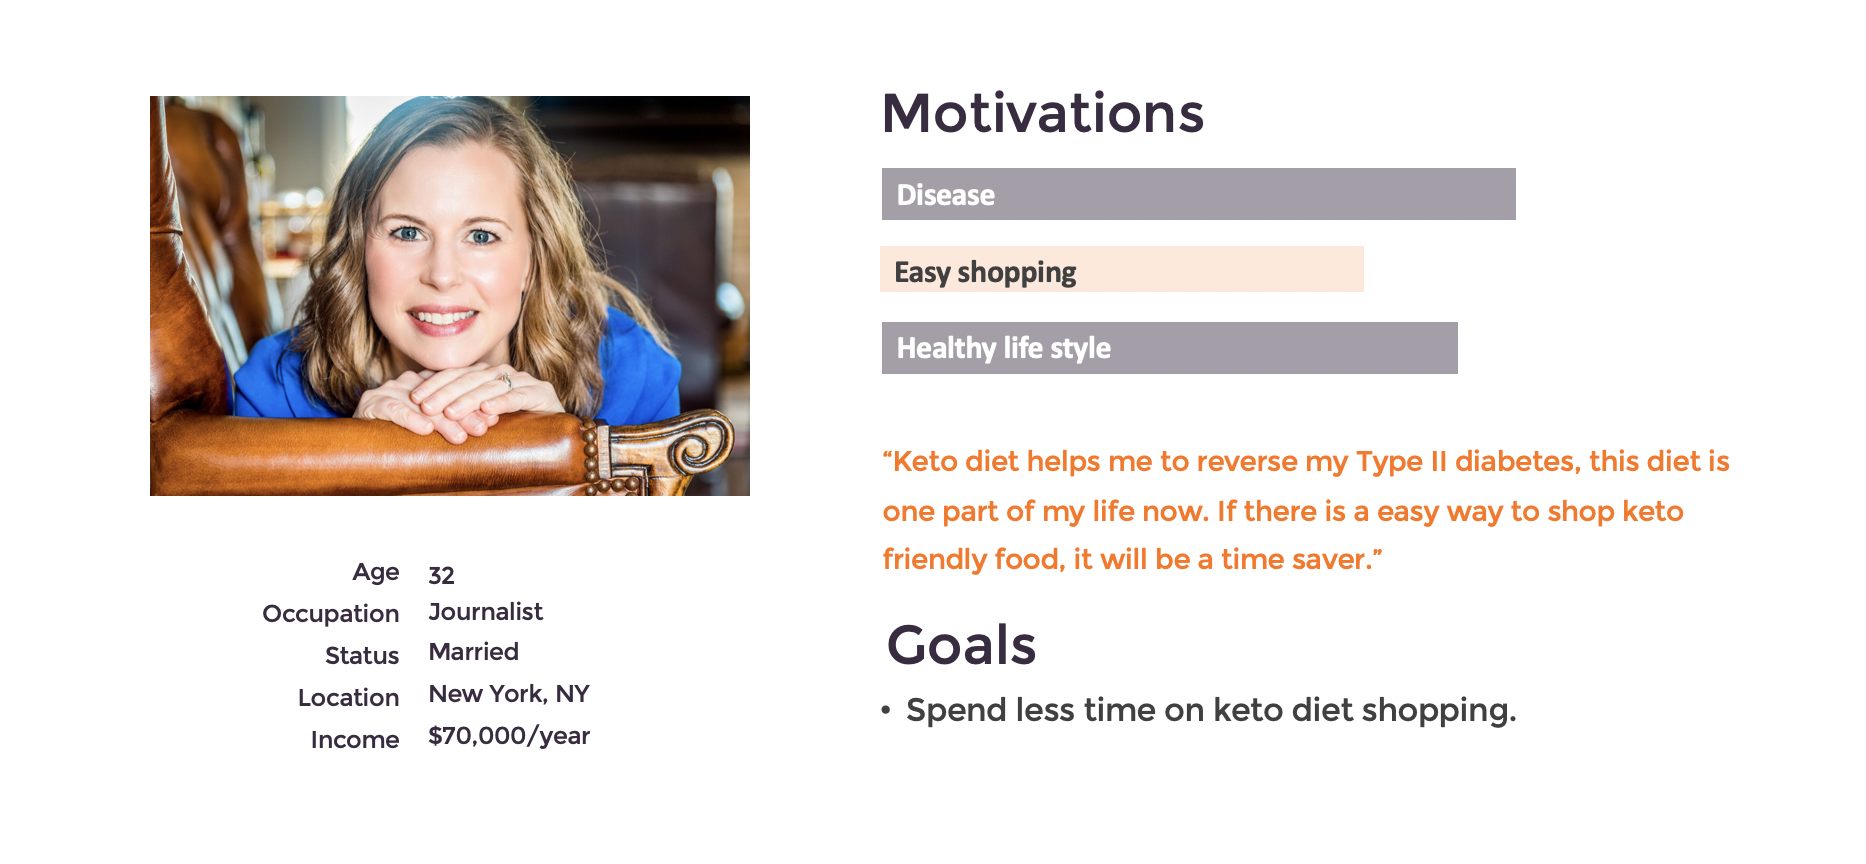 Motivations
Disease
Easy shopping
Healthy life style
“Keto diet helps me to reverse my Type II diabetes, this diet is
one part of my life now. If there is a easy way to shop keto
friendly food, it will be a time saver.”
Age 32
Occupation Journalist
Status Married
Location New York, NY
Income $70,000/year
Goals
• Spend less time on keto diet shopping.